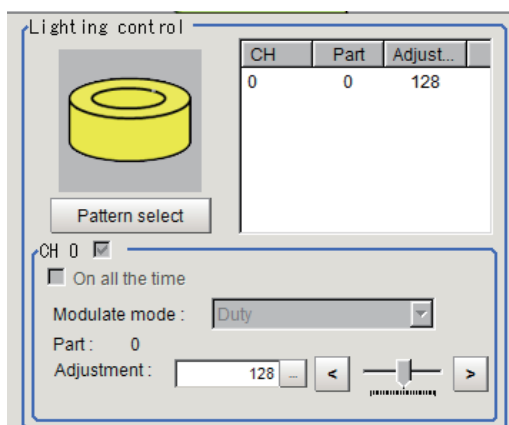 Lighting control
CH Part Adjust...
0 0 128
Pattern select
CH 0
On all the time
Modulate mode : Duty
Part : 0
Adjustment : 128 ... < >